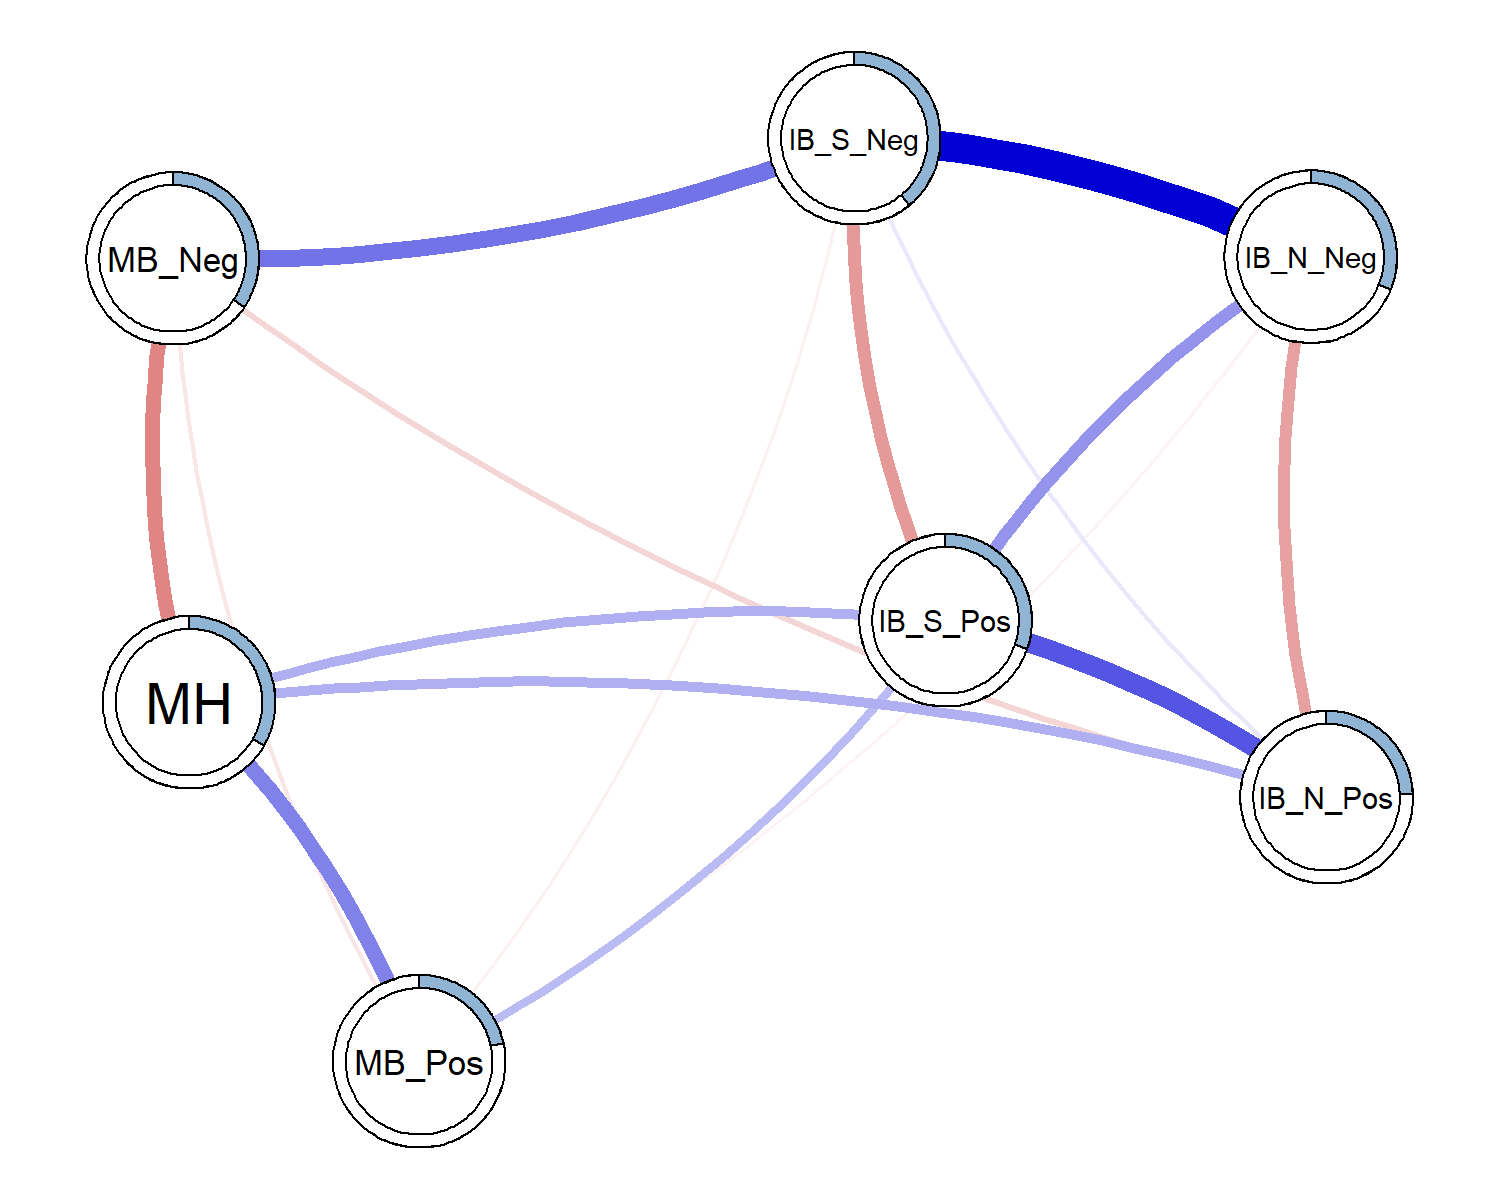 IB_S_Neg
MB_Neg
IB_N_Neg
IB_S_Pos
MH
IB_N_Pos
MB_Pos